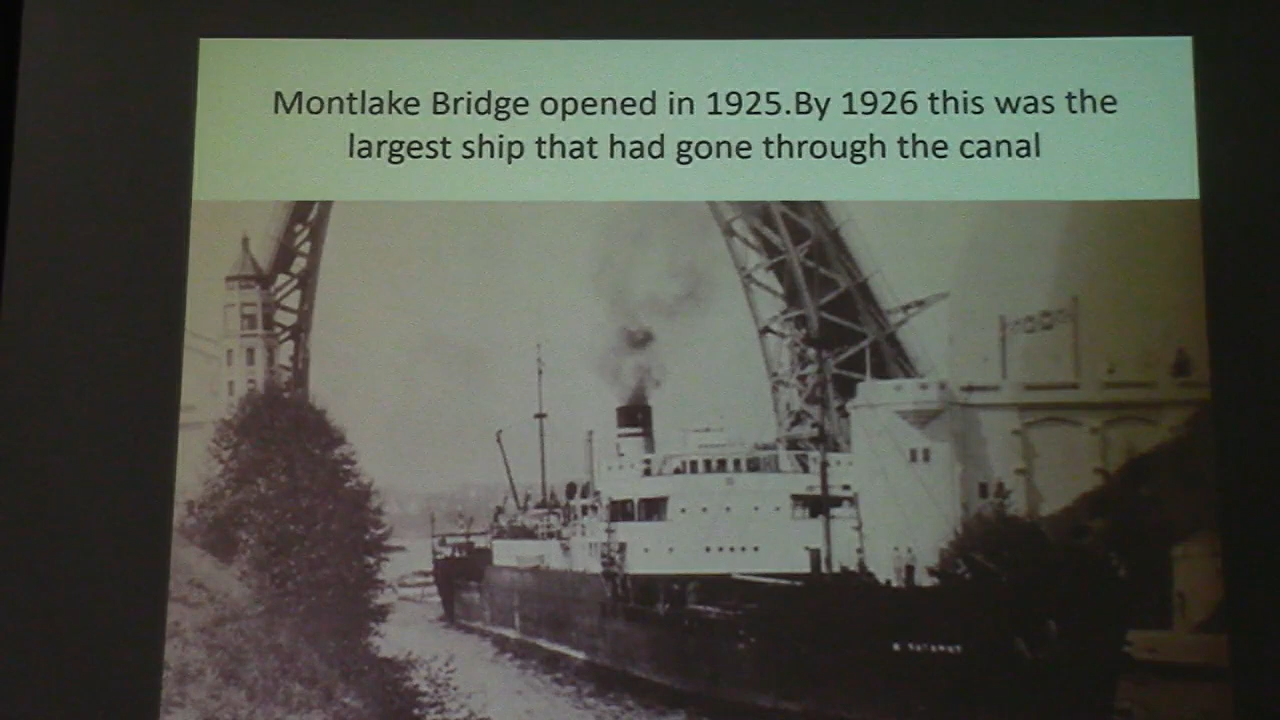 Montlake Bridge opened in 1925.By 1926 this was the
largest ship that had gone through the canal